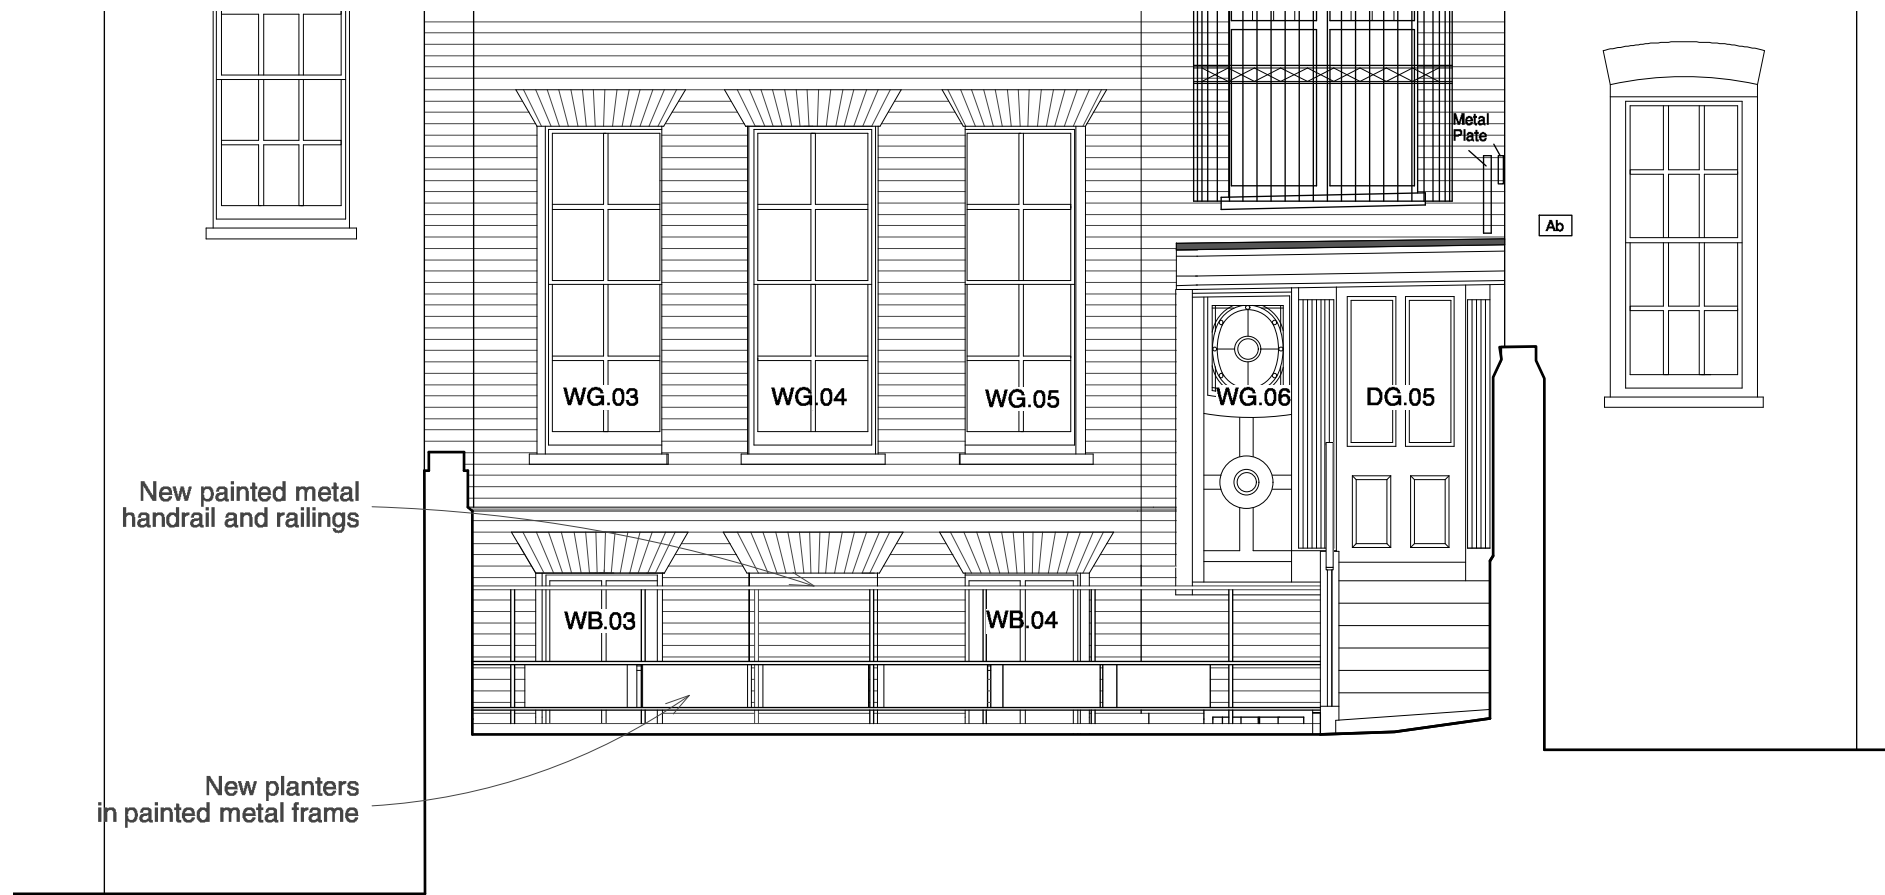 Metal
Plate
Ab
WG.03
WG.04
WG.05
WG.06
DG.05
New painted metal
handrail and railings
WB.03
WB.04
New planters
in painted metal frame